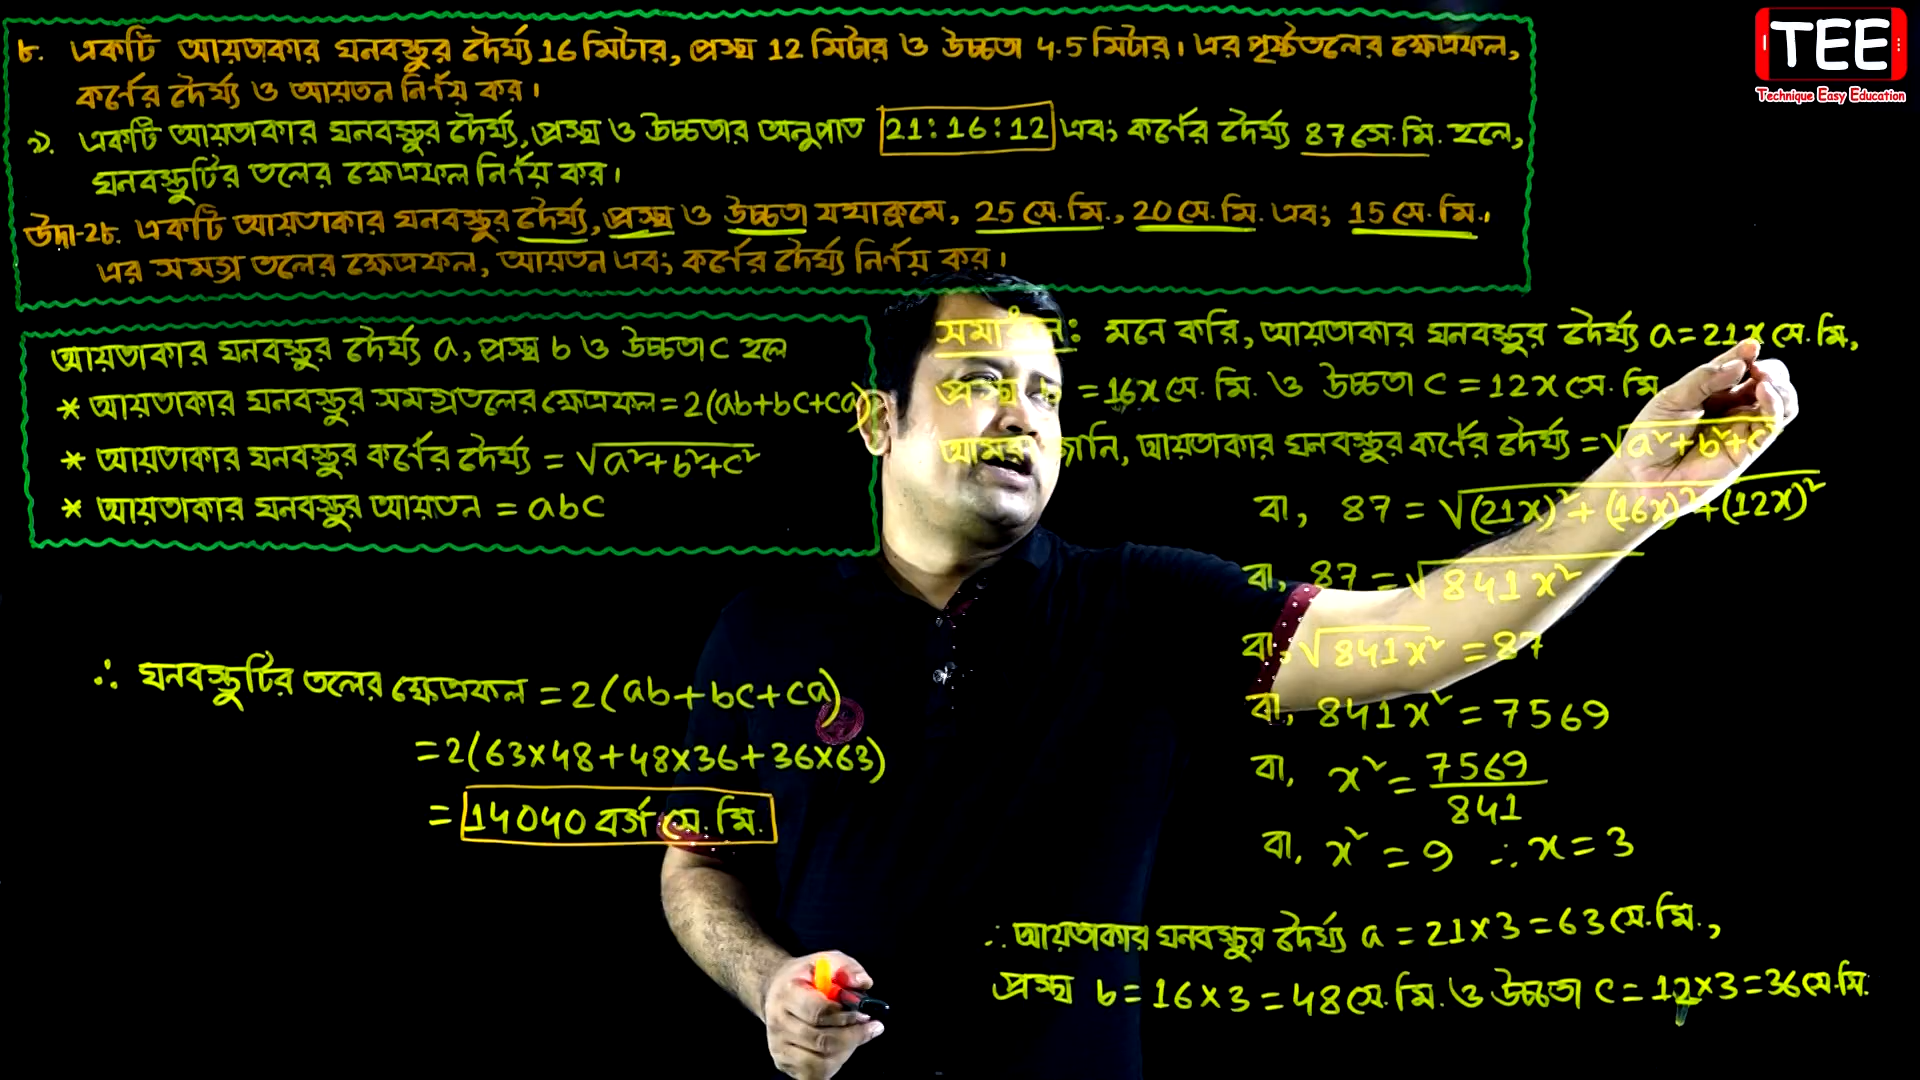 ৮. একটি আয়তাকার ঘনবস্তুর দৈর্ঘ্য 16 মিটার, প্রস্থ 12 মিটার ও উচ্চতা 4.5 মিটার। এর পৃষ্ঠতলের ক্ষেত্রফল,
কর্ণের দৈর্ঘ্য ও আয়তন নির্ণয় কর।
৯. একটি আয়তাকার ঘনবস্তুর দৈর্ঘ্য, প্রস্থ ও উচ্চতার অনুপাত 21:16:12 এবং কর্ণের দৈর্ঘ্য 87 সে.মি. হলে,
ঘনবস্তুটির তলের ক্ষেত্রফল নির্ণয় কর।
উদা-২৮. একটি আয়তাকার ঘনবস্তুর দৈর্ঘ্য, প্রস্থ ও উচ্চতা যথাক্রমে, 25 সে.মি., 20 সে.মি. এবং 15 সে.মি.।
এর সমগ্র তলের ক্ষেত্রফল, আয়তন এবং কর্ণের দৈর্ঘ্য নির্ণয় কর।
TEE
Technique Easy Education
আয়তাকার ঘনবস্তুর দৈর্ঘ্য a, প্রস্থ b ও উচ্চতা c হলে
* আয়তাকার ঘনবস্তুর সমগ্রতলের ক্ষেত্রফল = 2(ab+bc+ca)
* আয়তাকার ঘনবস্তুর কর্ণের দৈর্ঘ্য = √a²+b²+c²
* আয়তাকার ঘনবস্তুর আয়তন = abc
সমাধান: মনে করি, আয়তাকার ঘনবস্তুর দৈর্ঘ্য a = 21x সে.মি,
প্রস্থ b = 16x সে.মি. ও উচ্চতা c = 12x সে.মি.
আমরা জানি, আয়তাকার ঘনবস্তুর কর্ণের দৈর্ঘ্য = √a²+b²+c²
বা, 87 = √(21x)²+(16x)²+(12x)²
বা, 87 = √841x²
বা, √841x² = 87
বা, 841x² = 7569
বা, x² = 7569/841
বা, x² = 9 ∴ x = 3
∴ আয়তাকার ঘনবস্তুর দৈর্ঘ্য a = 21×3 = 63 সে.মি.,
প্রস্থ b = 16×3 = 48 সে.মি. ও উচ্চতা c = 12×3 = 36 সে.মি.
∴ ঘনবস্তুটির তলের ক্ষেত্রফল = 2(ab+bc+ca)
= 2(63×48+48×36+36×63)
= 14040 বর্গ সে.মি.